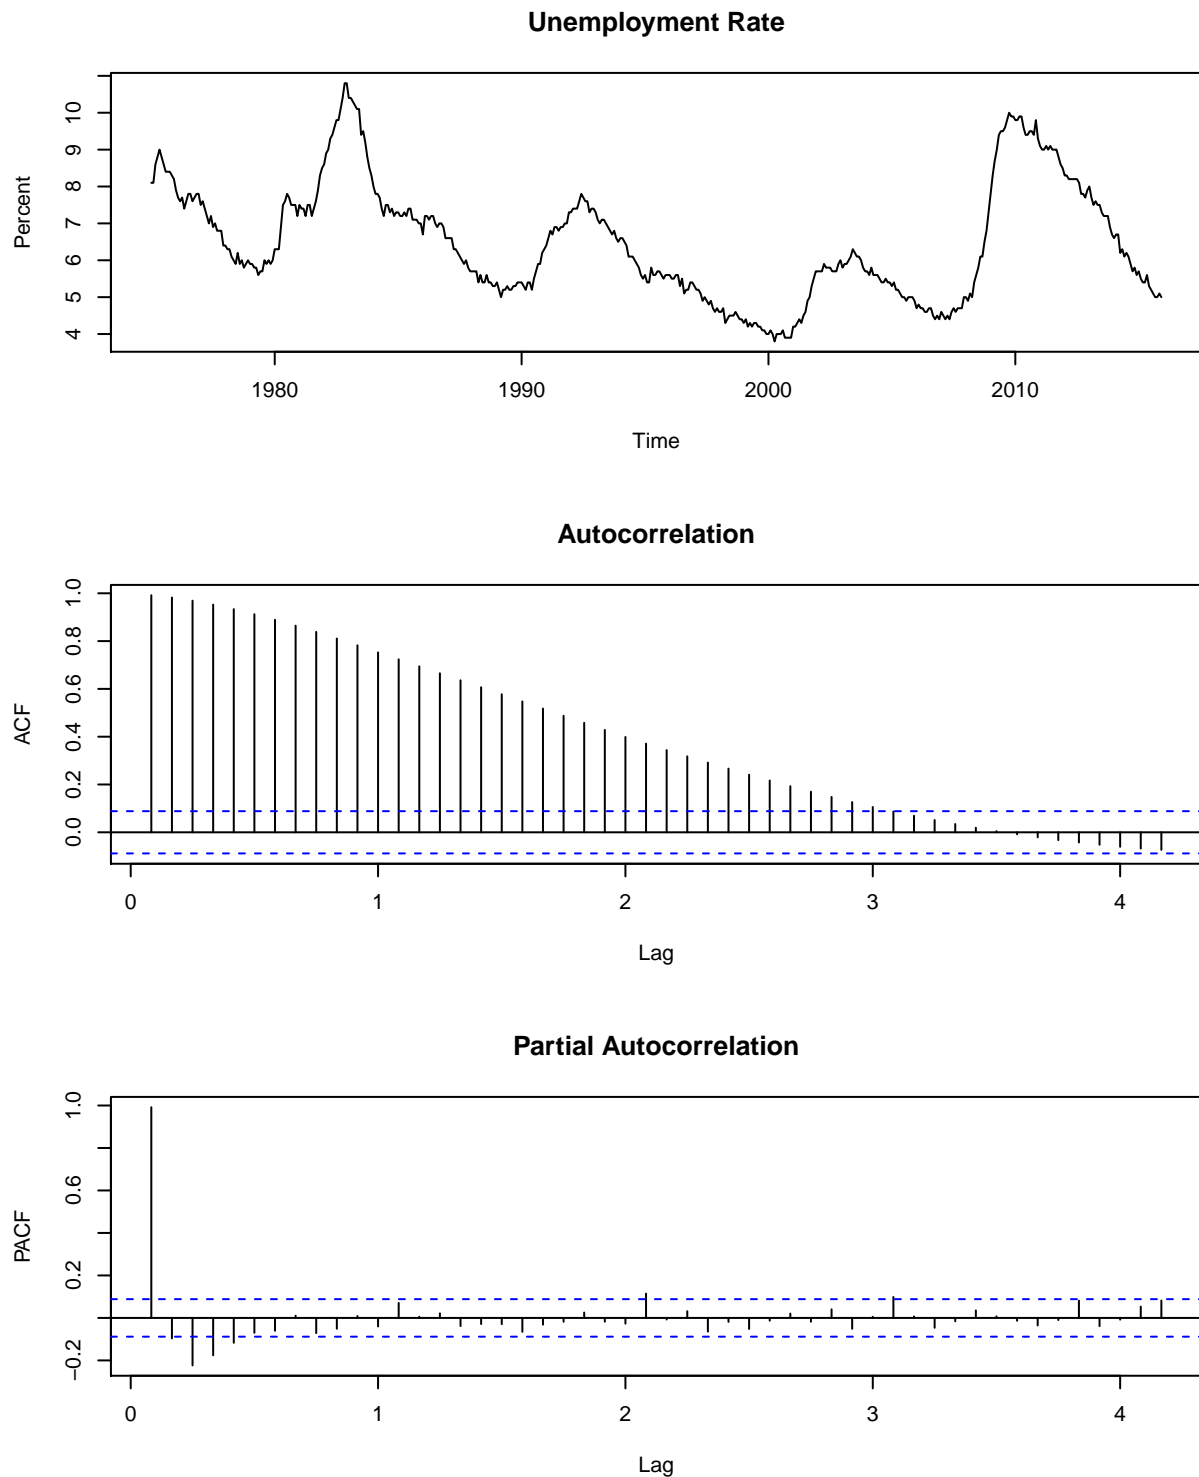 Unemployment Rate
Percent
10
9
8
7
6
5
4
1980 1990 2000 2010
Time
Autocorrelation
ACF
1.0
0.8
0.6
0.4
0.2
0.0
0 1 2 3 4
Lag
Partial Autocorrelation
PACF
1.0
0.6
0.2
−0.2
0 1 2 3 4
Lag